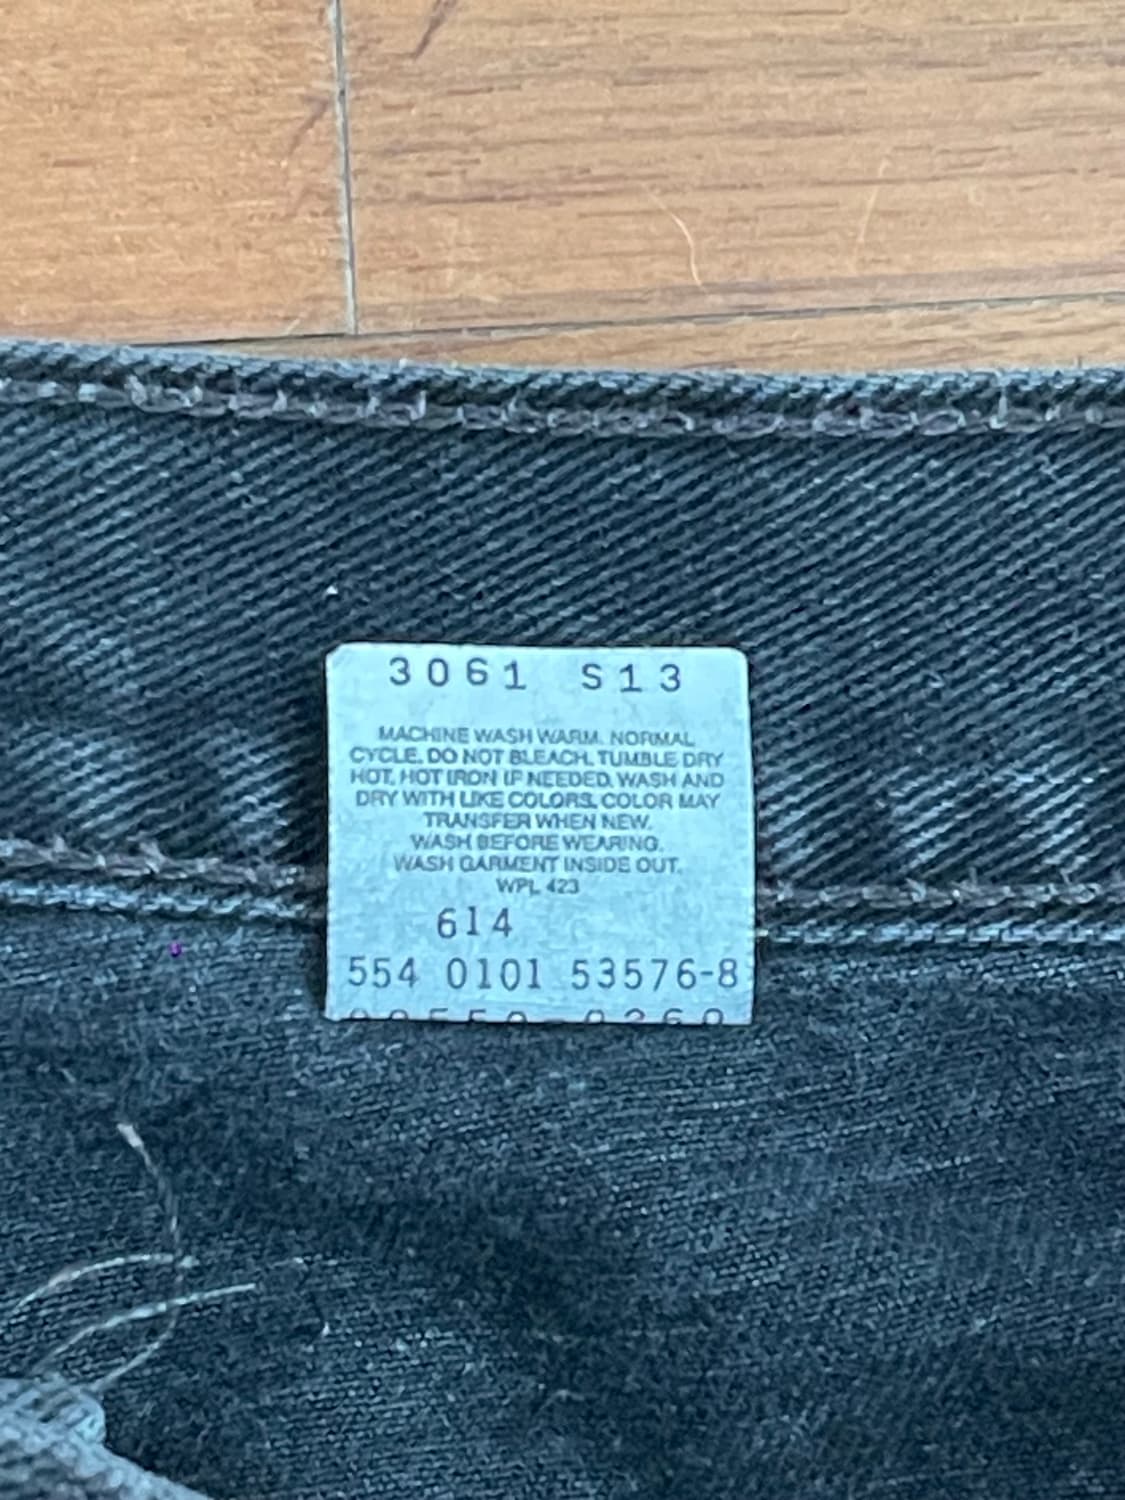 3061 S13
MACHINE WASH WARM. NORMAL
CYCLE. DO NOT BLEACH. TUMBLE DRY
HOT. HOT IRON IF NEEDED. WASH AND
DRY WITH LIKE COLORS. COLOR MAY
TRANSFER WHEN NEW.
WASH BEFORE WEARING.
WASH GARMENT INSIDE OUT.
WPL 423
614
554 0101 53576-8